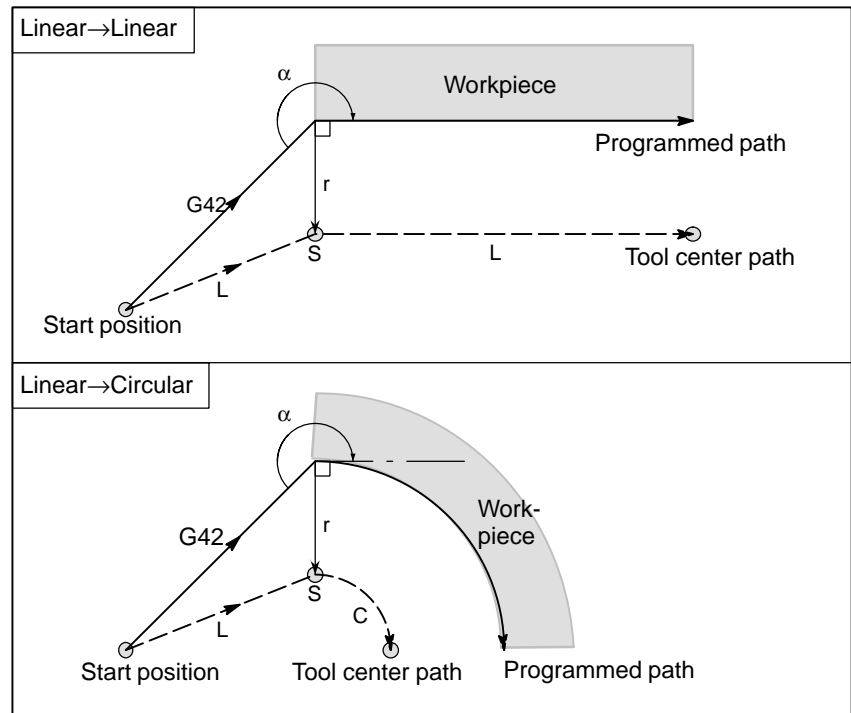 Linear→Linear
α
Workpiece
Programmed path
G42
r
S
L
L
Tool center path
Start position
Linear→Circular
α
Work-
piece
G42
r
S
L
C
Start position
Tool center path
Programmed path